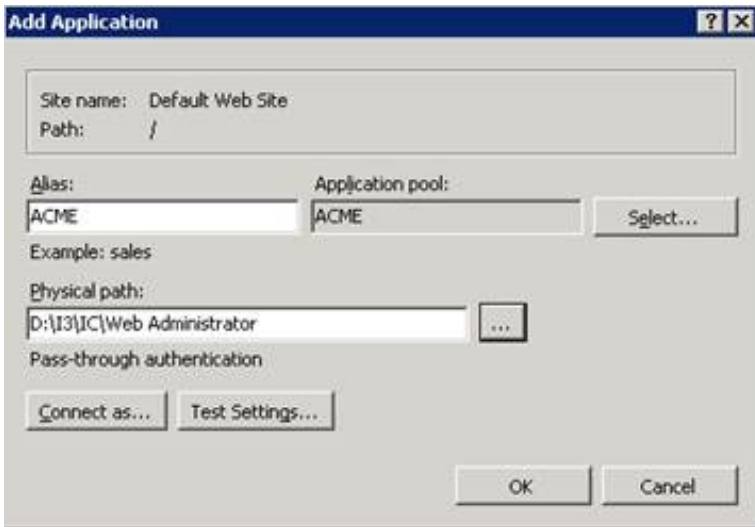 Add Application
Site name: Default Web Site
Path: /
Alias: Application pool:
ACME ACME Select...
Example: sales
Physical path:
D:\I3\IC\Web Administrator ...
Pass-through authentication
Connect as... Test Settings...
OK Cancel